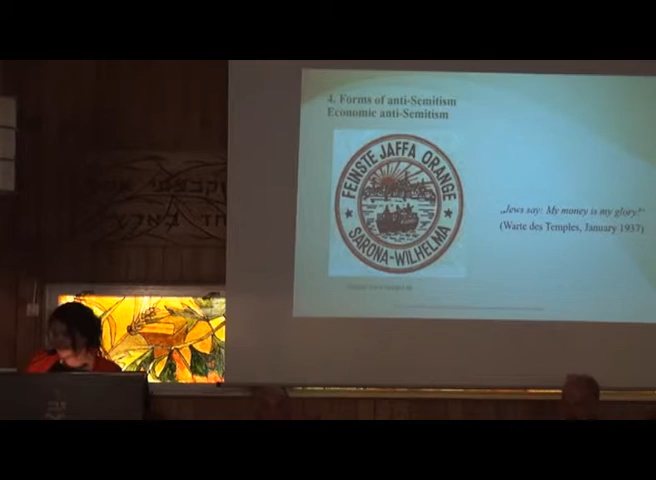 4. Forms of anti-Semitism
Economic anti-Semitism
FEINSTE JAFFA ORANGE
SARONA-WILHELMA
„Jews say: My money is my glory!“
(Warte des Temples, January 1937)